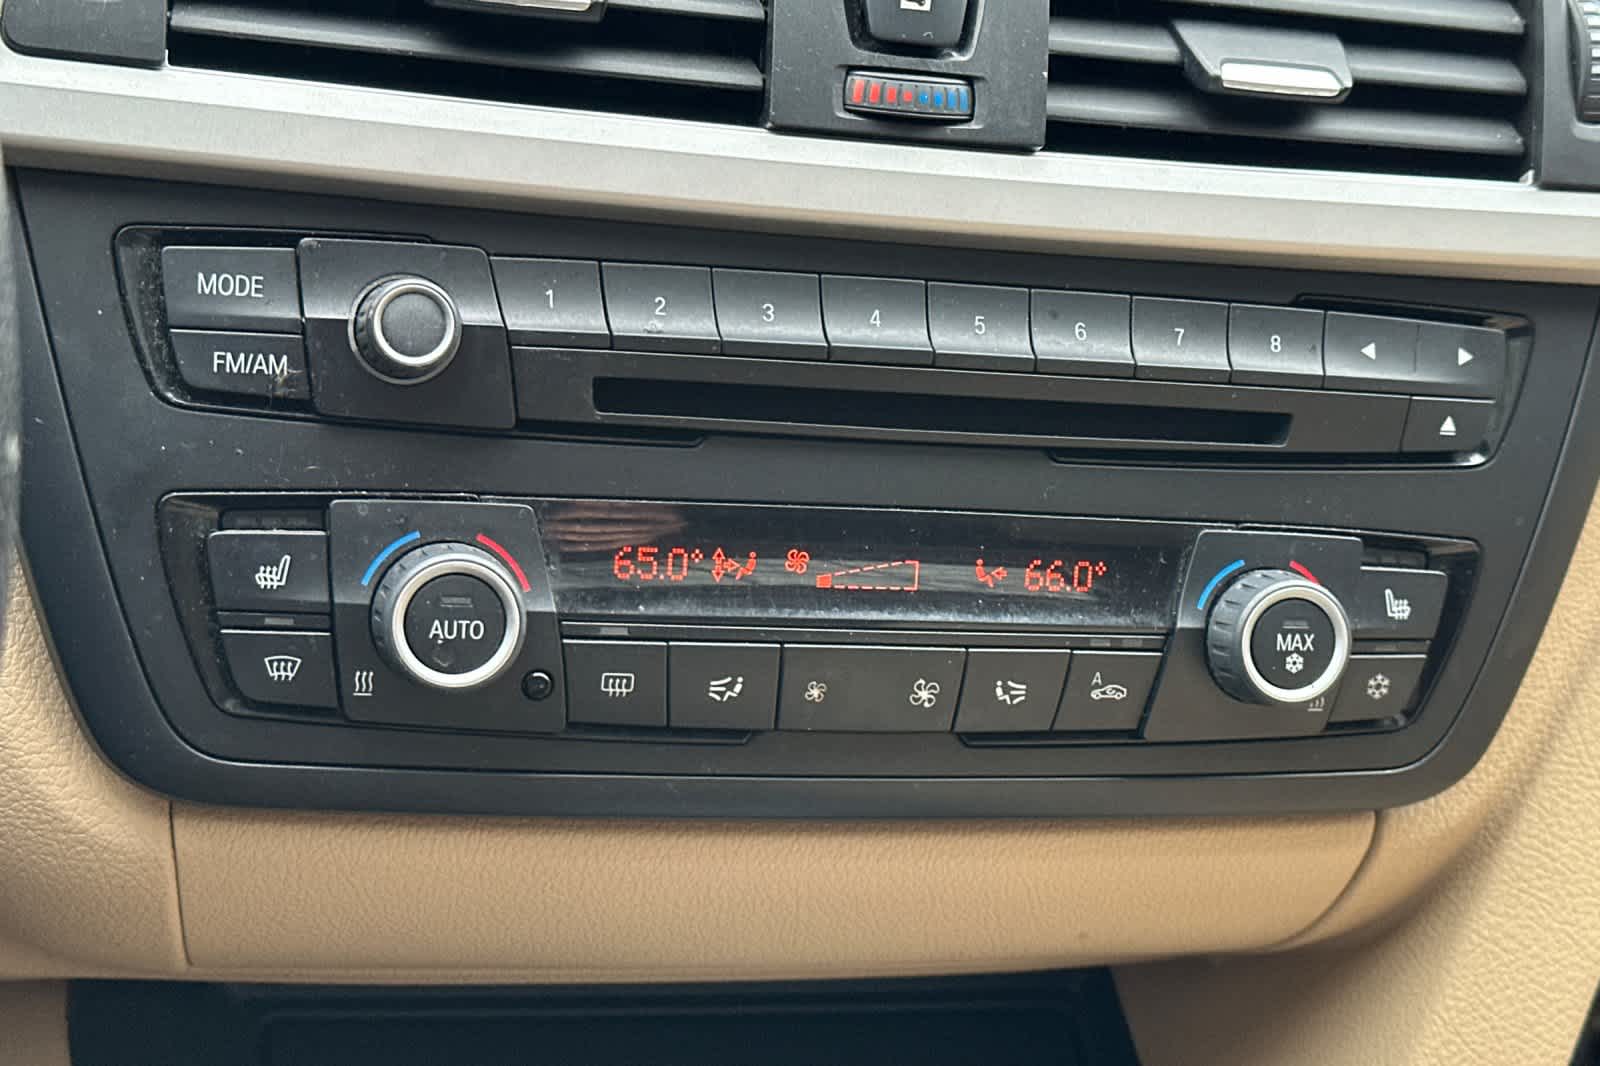 MODE
1 2 3 4 5 6 7 8
FM/AM
65.0°
66.0°
AUTO
MAX
A